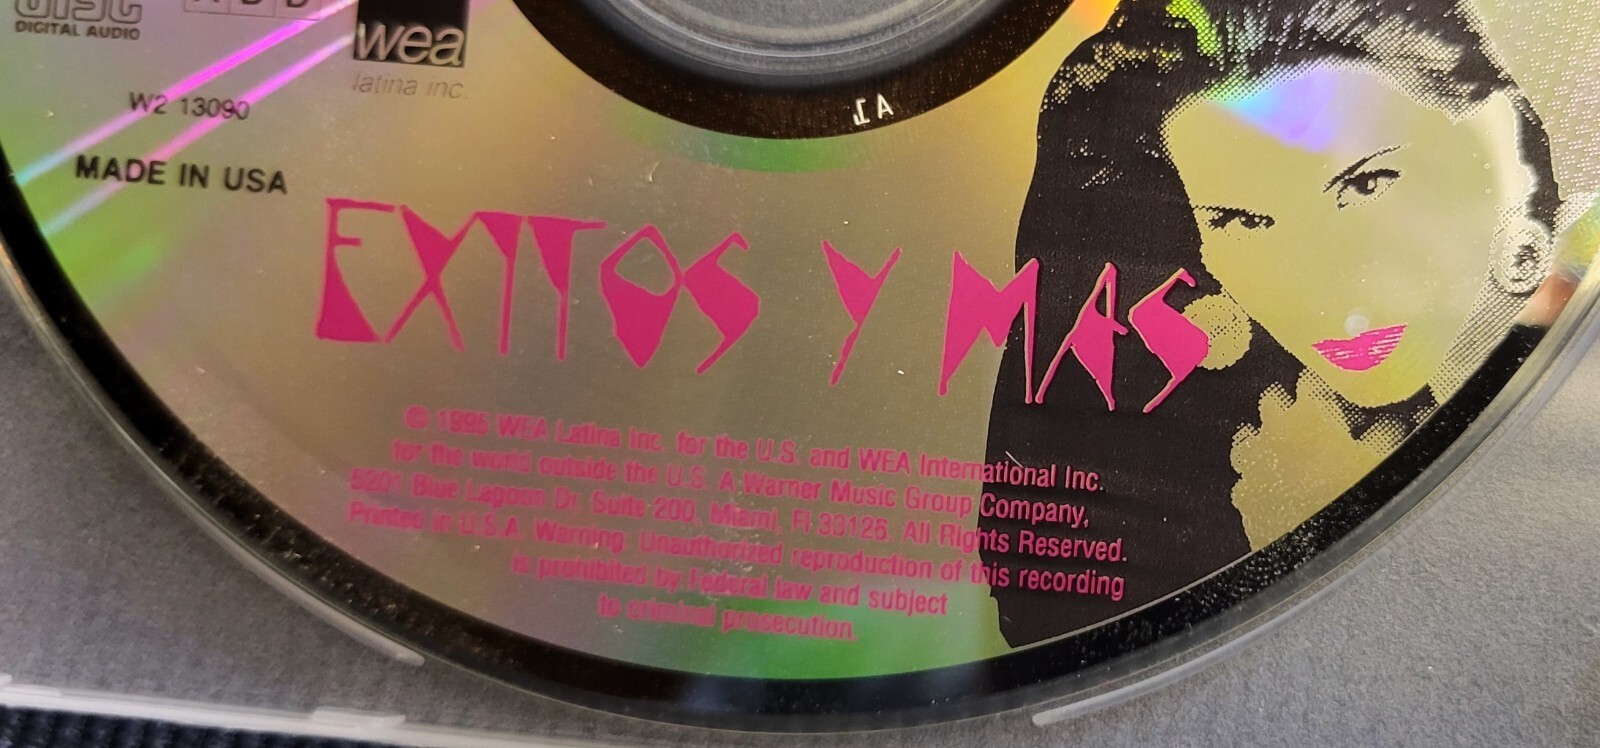 DISC
DIGITAL AUDIO
wea
latina inc.
W2 13090
MADE IN USA
EXITOS Y MAS
© 1995 WEA Latina Inc. for the U.S. and WEA International Inc.
for the world outside the U.S. A Warner Music Group Company,
5201 Blue Lagoon Dr. Suite 200, Miami, Fl 33126. All Rights Reserved.
Printed in U.S.A. Warning: Unauthorized reproduction of this recording
is prohibited by Federal law and subject
to criminal prosecution.